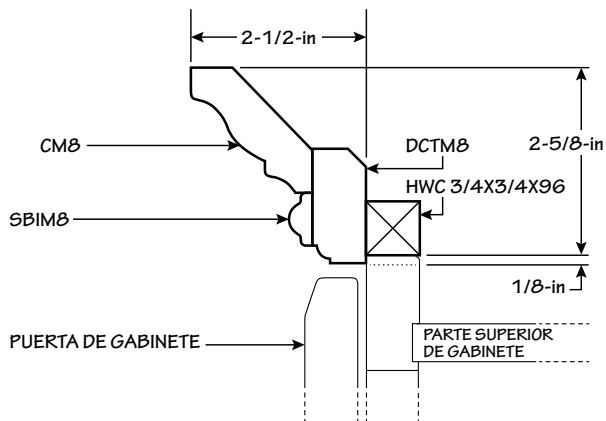 2-1/2-in
CM8
DCTM8
2-5/8-in
HWC 3/4X3/4X96
SBIM8
1/8-in
PUERTA DE GABINETE
PARTE SUPERIOR
DE GABINETE